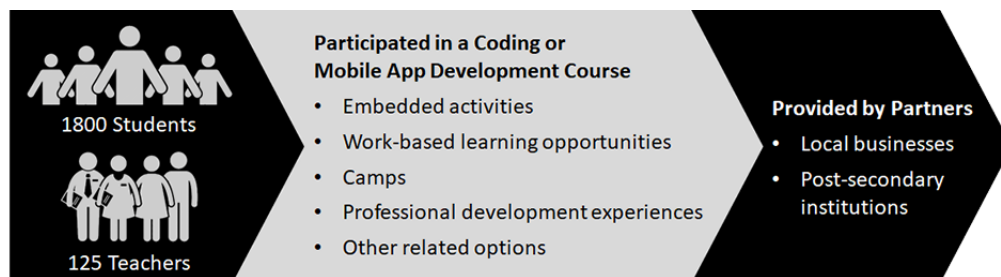 1800 Students
125 Teachers
Participated in a Coding or
Mobile App Development Course
• Embedded activities
• Work-based learning opportunities
• Camps
• Professional development experiences
• Other related options
Provided by Partners
• Local businesses
• Post-secondary
institutions